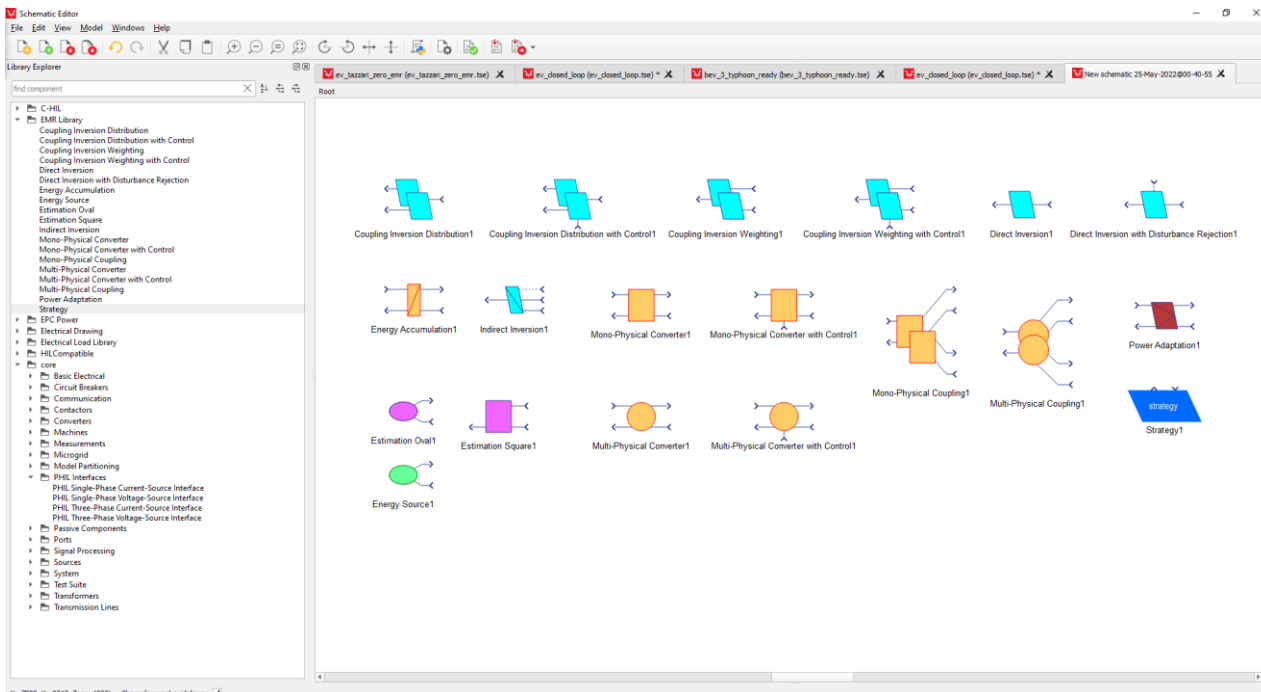 Schematic Editor
File Edit View Model Windows Help
Library Explorer
find component
C-HIL
EMR Library
Coupling Inversion Distribution
Coupling Inversion Distribution with Control
Coupling Inversion Weighting
Coupling Inversion Weighting with Control
Direct Inversion
Direct Inversion with Disturbance Rejection
Energy Accumulation
Energy Source
Estimation Oval
Estimation Square
Indirect Inversion
Mono-Physical Converter
Mono-Physical Converter with Control
Mono-Physical Coupling
Multi-Physical Converter
Multi-Physical Converter with Control
Multi-Physical Coupling
Power Adaptation
Strategy
EPC Power
Electrical Drawing
Electrical Load Library
HILCompatible
core
Basic Electrical
Circuit Breakers
Communication
Contactors
Converters
Machines
Measurements
Microgrid
Model Partitioning
PHIL Interfaces
PHIL Single-Phase Current-Source Interface
PHIL Single-Phase Voltage-Source Interface
PHIL Three-Phase Current-Source Interface
PHIL Three-Phase Voltage-Source Interface
Passive Components
Ports
Signal Processing
Sources
System
Test Suite
Transformers
Transmission Lines
ev_tazzari_zero_emr (ev_tazzari_zero_emr.tse) ev_closed_loop (ev_closed_loop.tse) * bev_3_typhoon_ready (bev_3_typhoon_ready.tse) ev_closed_loop (ev_closed_loop.tse) * New schematic 25-May-2022@00-40-55
Root
Coupling Inversion Distribution1 Coupling Inversion Distribution with Control1 Coupling Inversion Weighting1 Coupling Inversion Weighting with Control1 Direct Inversion1 Direct Inversion with Disturbance Rejection1
Energy Accumulation1 Indirect Inversion1 Mono-Physical Converter1 Mono-Physical Converter with Control1 Mono-Physical Coupling1 Multi-Physical Coupling1 Power Adaptation1
strategy
Strategy1
Estimation Oval1 Estimation Square1 Multi-Physical Converter1 Multi-Physical Converter with Control1
Energy Source1